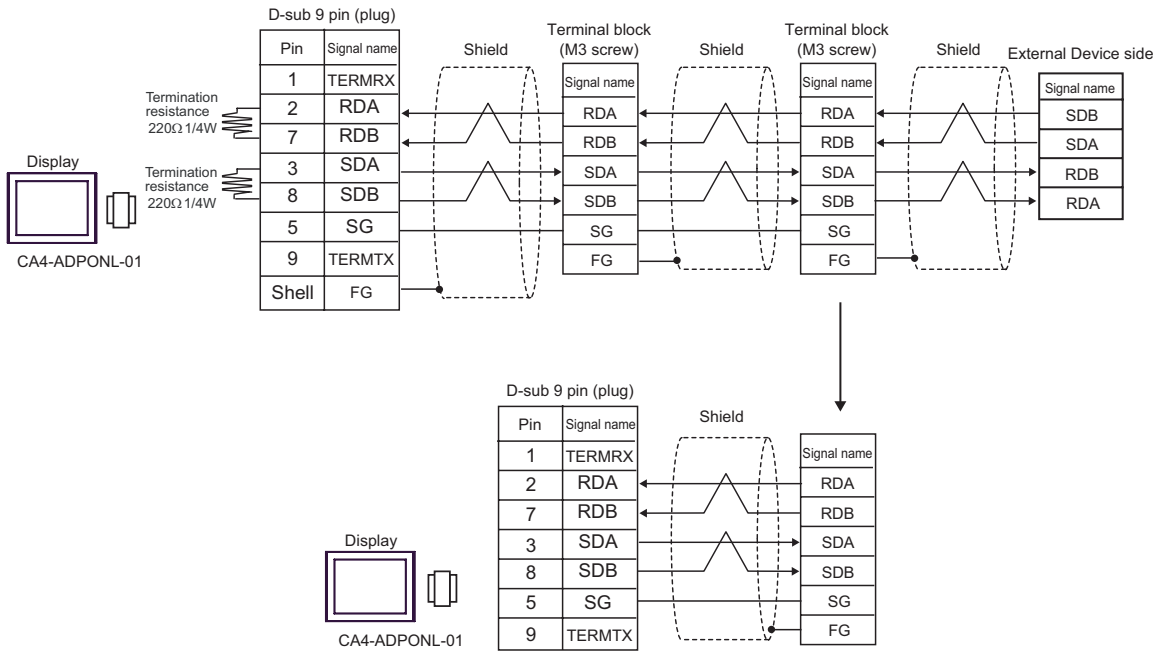 D-sub 9 pin (plug)
Terminal block
(M3 screw)
Terminal block
(M3 screw)
Shield
Shield
Shield
External Device side
Pin Signal name
1 TERMRX
2 RDA
7 RDB
3 SDA
8 SDB
5 SG
9 TERMTX
Shell FG
Termination
resistance
220Ω 1/4W
Termination
resistance
220Ω 1/4W
Display
CA4-ADPONL-01
Signal name
RDA
RDB
SDA
SDB
SG
FG
Signal name
RDA
RDB
SDA
SDB
SG
FG
Signal name
SDB
SDA
RDB
RDA
D-sub 9 pin (plug)
Shield
Pin Signal name
1 TERMRX
2 RDA
7 RDB
3 SDA
8 SDB
5 SG
9 TERMTX
Display
CA4-ADPONL-01
Signal name
RDA
RDB
SDA
SDB
SG
FG